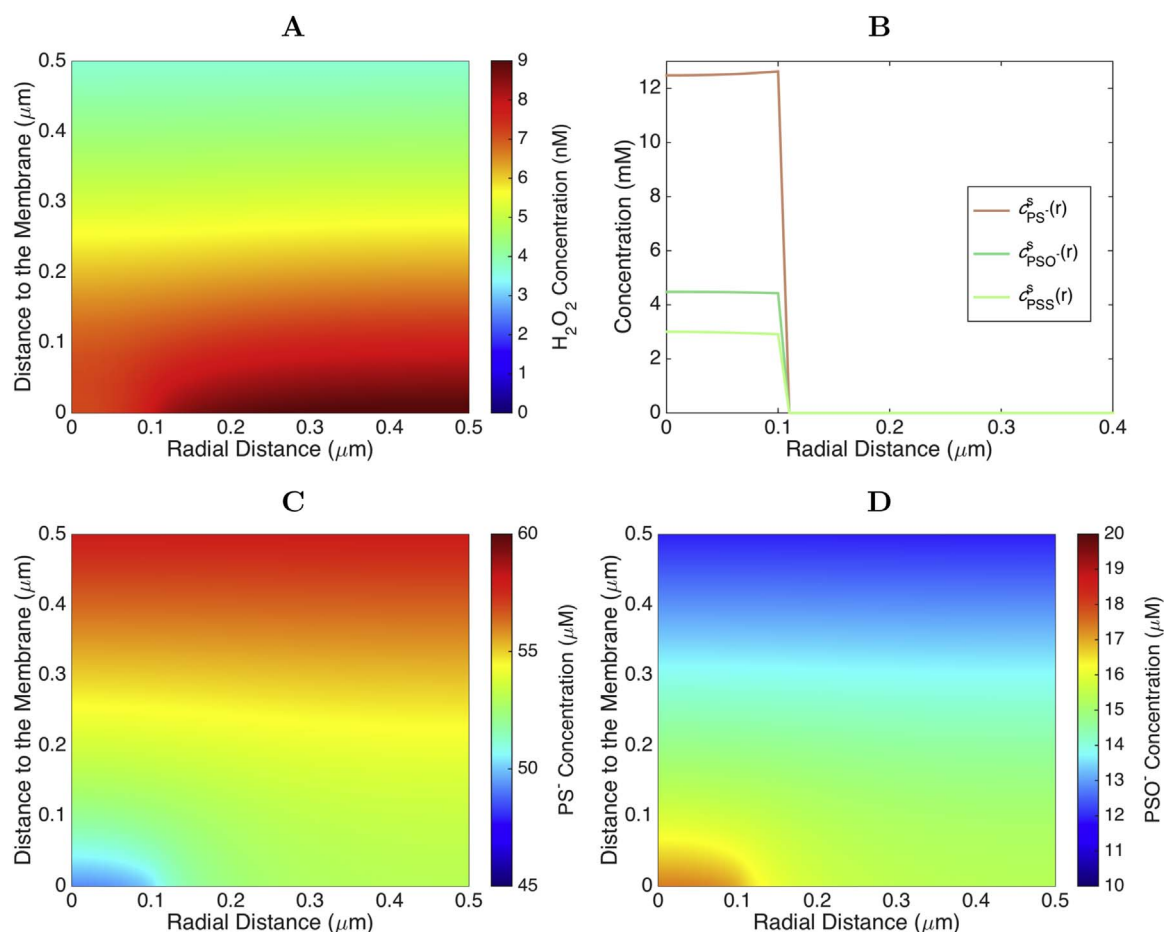 A
Distance to the Membrane (μm)
0.5
0.4
0.3
0.2
0.1
0
0 0.1 0.2 0.3 0.4 0.5
Radial Distance (μm)
9
8
7
6
5
4
3
2
1
0
H₂O₂ Concentration (nM)
B
Concentration (mM)
12
10
8
6
4
2
0
0 0.1 0.2 0.3 0.4
Radial Distance (μm)
cˢPS⁻(r)
cˢPSO⁻(r)
cˢPSS(r)
C
Distance to the Membrane (μm)
0.5
0.4
0.3
0.2
0.1
0
0 0.1 0.2 0.3 0.4 0.5
Radial Distance (μm)
60
55
50
45
PS⁻ Concentration (μM)
D
Distance to the Membrane (μm)
0.5
0.4
0.3
0.2
0.1
0
0 0.1 0.2 0.3 0.4 0.5
Radial Distance (μm)
20
19
18
17
16
15
14
13
12
11
10
PSO⁻ Concentration (μM)